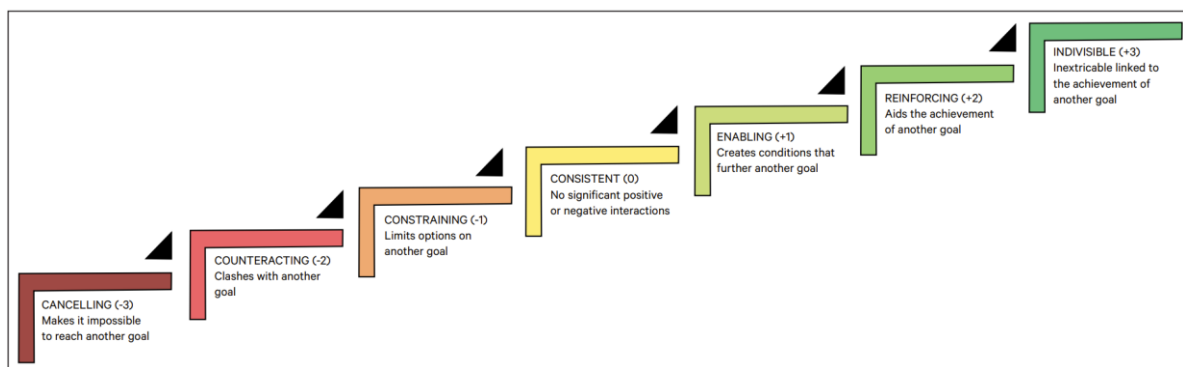 INDIVISIBLE (+3)
Inextricable linked to
the achievement of
another goal
REINFORCING (+2)
Aids the achievement
of another goal
ENABLING (+1)
Creates conditions that
further another goal
CONSISTENT (0)
No significant positive
or negative interactions
CONSTRAINING (-1)
Limits options on
another goal
COUNTERACTING (-2)
Clashes with another
goal
CANCELLING (-3)
Makes it impossible
to reach another goal